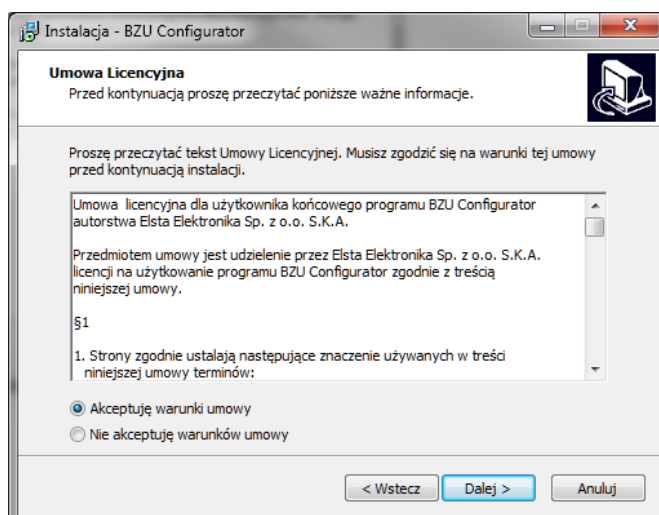 Instalacja - BZU Configurator
Umowa Licencyjna
Przed kontynuacją proszę przeczytać poniższe ważne informacje.
Proszę przeczytać tekst Umowy Licencyjnej. Musisz zgodzić się na warunki tej umowy
przed kontynuacją instalacji.
Umowa licencyjna dla użytkownika końcowego programu BZU Configurator
autorstwa Elsta Elektronika Sp. z o.o. S.K.A.
Przedmiotem umowy jest udzielenie przez Elsta Elektronika Sp. z o.o. S.K.A.
licencji na użytkowanie programu BZU Configurator zgodnie z treścią
niniejszej umowy.
§1
1. Strony zgodnie ustalają następujące znaczenie używanych w treści
niniejszej umowy terminów:
Akceptuję warunki umowy
Nie akceptuję warunków umowy
< Wstecz Dalej > Anuluj